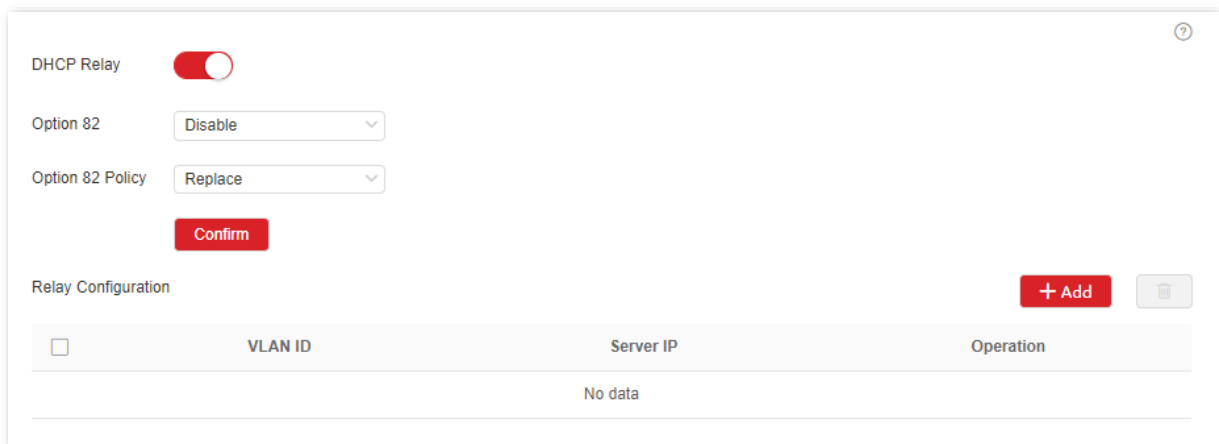 ?
DHCP Relay
Option 82 Disable
Option 82 Policy Replace
Confirm
Relay Configuration + Add
VLAN ID Server IP Operation
No data